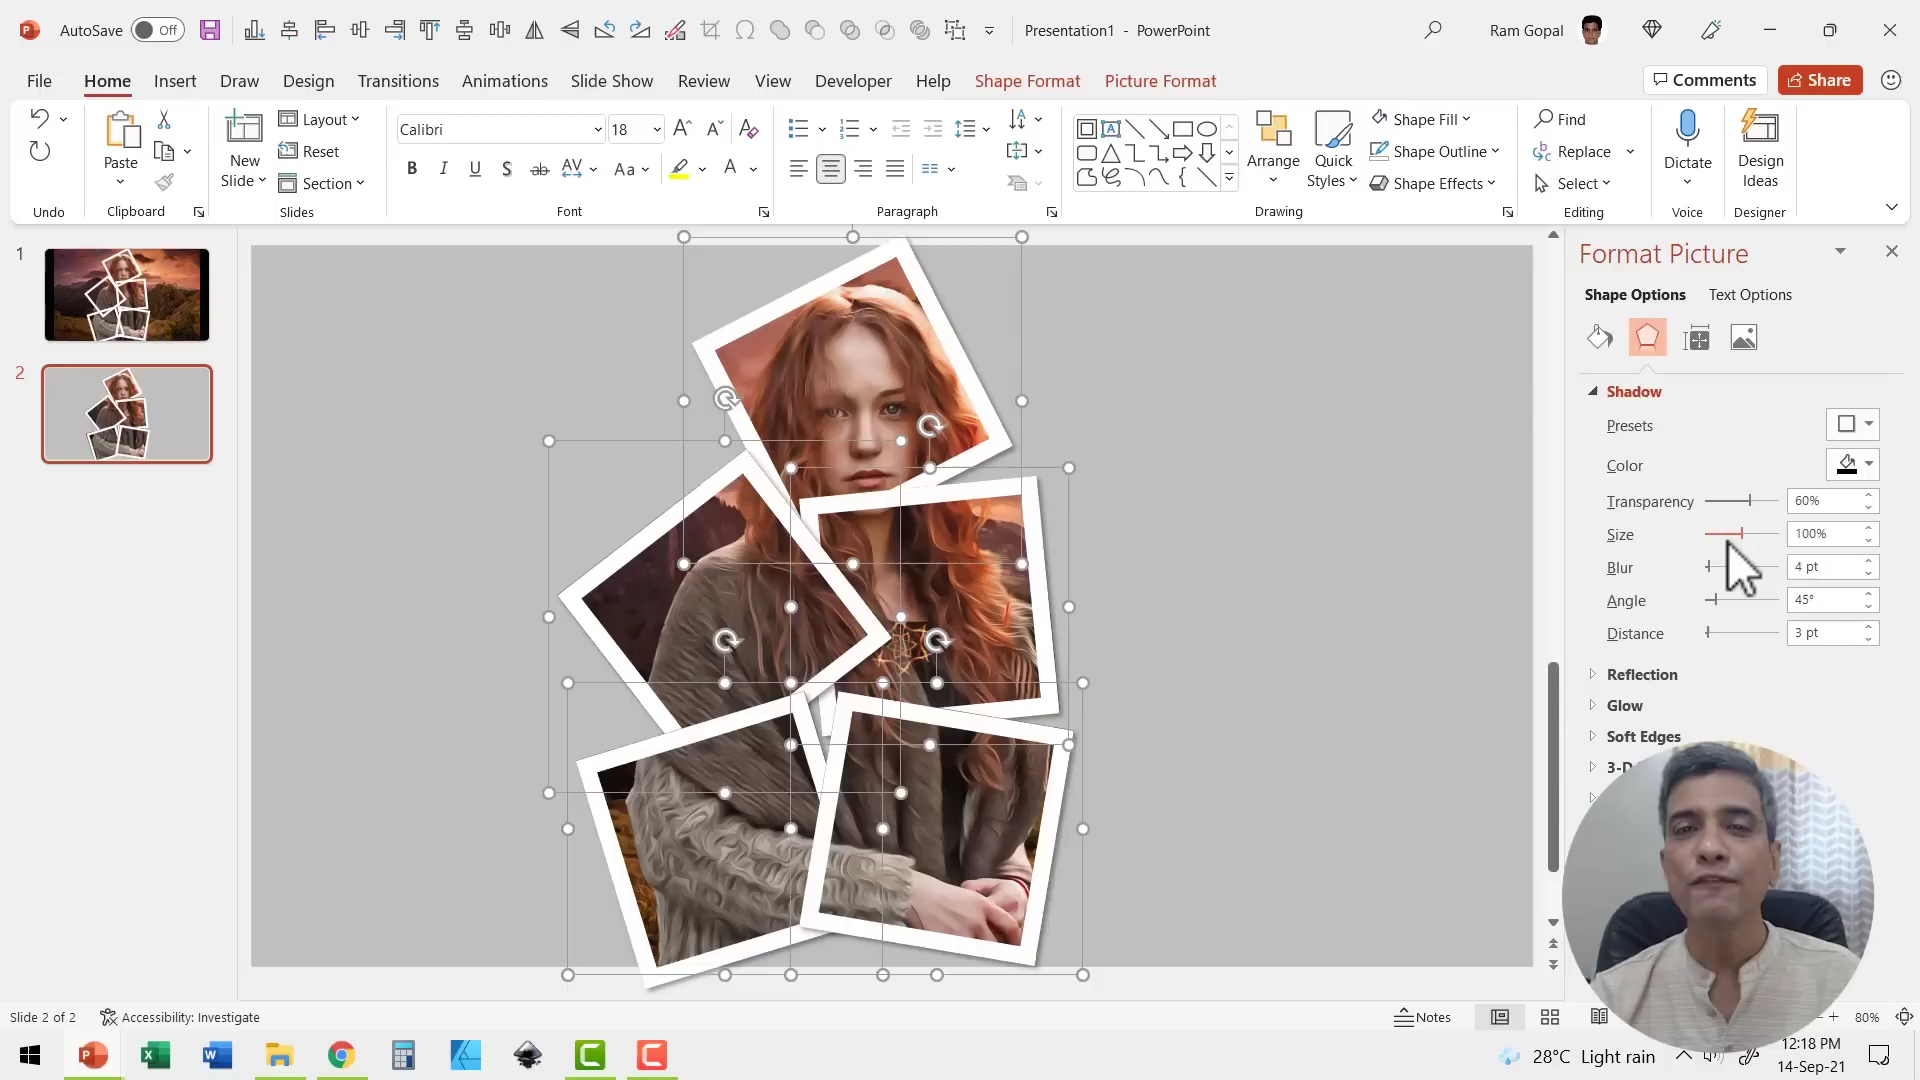 AutoSave Off Presentation1 - PowerPoint Ram Gopal
File Home Insert Draw Design Transitions Animations Slide Show Review View Developer Help Shape Format Picture Format Comments Share
Paste
Clipboard
Undo
New
Slide
Layout
Reset
Section
Slides
Calibri 18
B I U S ab AV Aa A
Font
Paragraph
Arrange
Quick
Styles
Shape Fill
Shape Outline
Shape Effects
Drawing
Find
Replace
Select
Editing
Dictate
Voice
Design
Ideas
Designer
1
2
Format Picture
Shape Options Text Options
Shadow
Presets
Color
Transparency 60%
Size 100%
Blur 4 pt
Angle 45°
Distance 3 pt
Reflection
Glow
Soft Edges
3-D
Slide 2 of 2 Accessibility: Investigate Notes 80%
28°C Light rain
12:18 PM
14-Sep-21